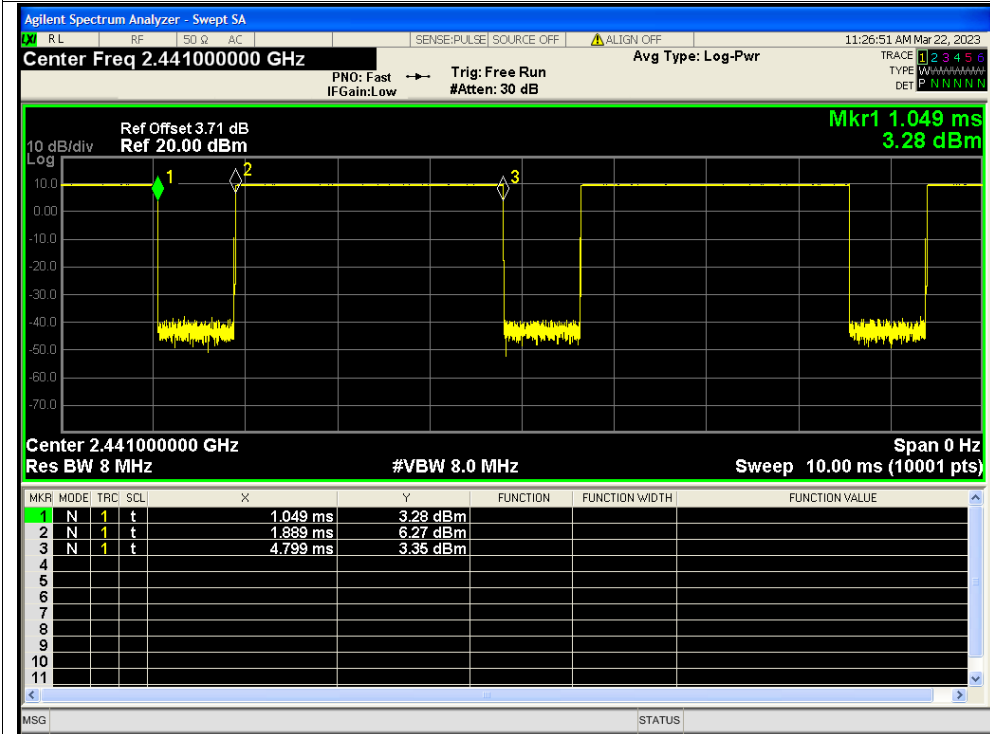 Agilent Spectrum Analyzer - Swept SA
LXI RL RF 50 Ω AC SENSE:PULSE SOURCE OFF ALIGN OFF 11:26:51 AM Mar 22, 2023
Center Freq 2.441000000 GHz Avg Type: Log-Pwr TRACE 1 2 3 4 5 6
PNO: Fast Trig: Free Run TYPE WWWWWW
IFGain:Low #Atten: 30 dB DET P N N N N N
Mkr1 1.049 ms
Ref Offset 3.71 dB
10 dB/div Ref 20.00 dBm 3.28 dBm
Log
1 2 3
10.0
0.00
-10.0
-20.0
-30.0
-40.0
-50.0
-60.0
-70.0
Center 2.441000000 GHz Span 0 Hz
Res BW 8 MHz #VBW 8.0 MHz Sweep 10.00 ms (10001 pts)
MKR MODE TRC SCL X Y FUNCTION FUNCTION WIDTH FUNCTION VALUE
1 N 1 t 1.049 ms 3.28 dBm
2 N 1 t 1.889 ms 6.27 dBm
3 N 1 t 4.799 ms 3.35 dBm
4
5
6
7
8
9
10
11
MSG STATUS